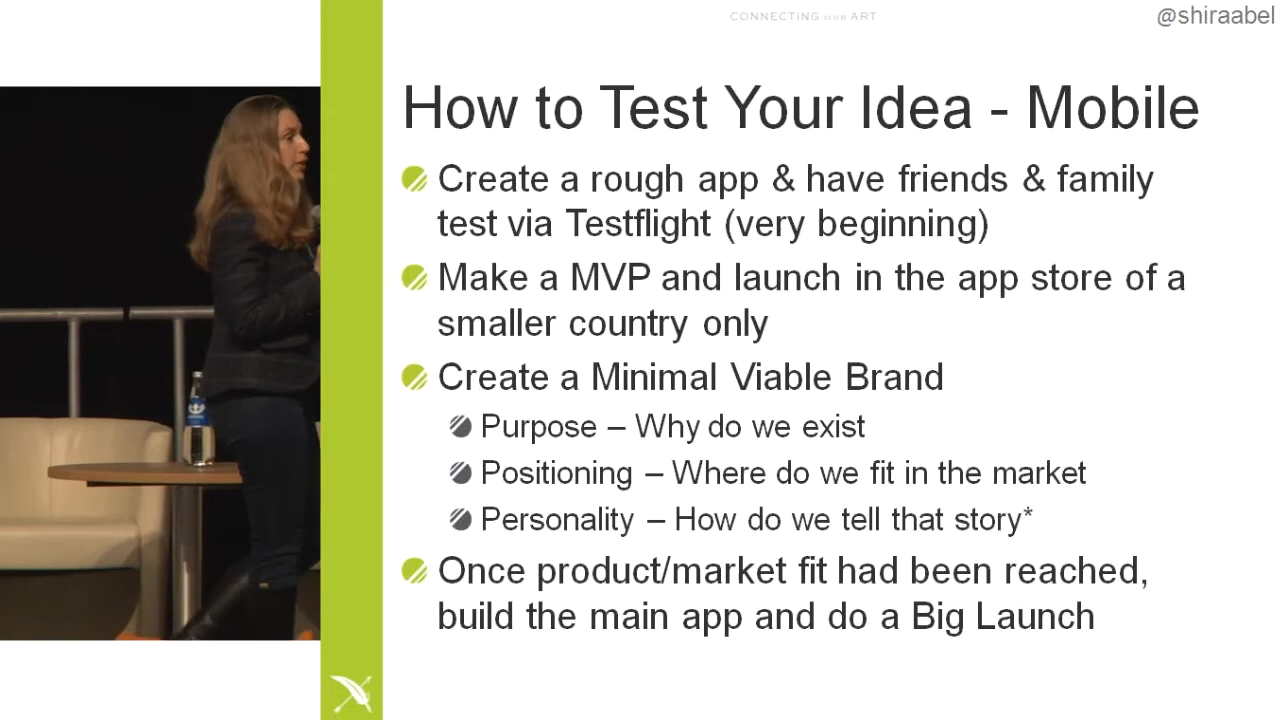 CONNECTING ART
@shiraabel
How to Test Your Idea - Mobile
Create a rough app & have friends & family
test via Testflight (very beginning)
Make a MVP and launch in the app store of a
smaller country only
Create a Minimal Viable Brand
Purpose – Why do we exist
Positioning – Where do we fit in the market
Personality – How do we tell that story*
Once product/market fit had been reached,
build the main app and do a Big Launch